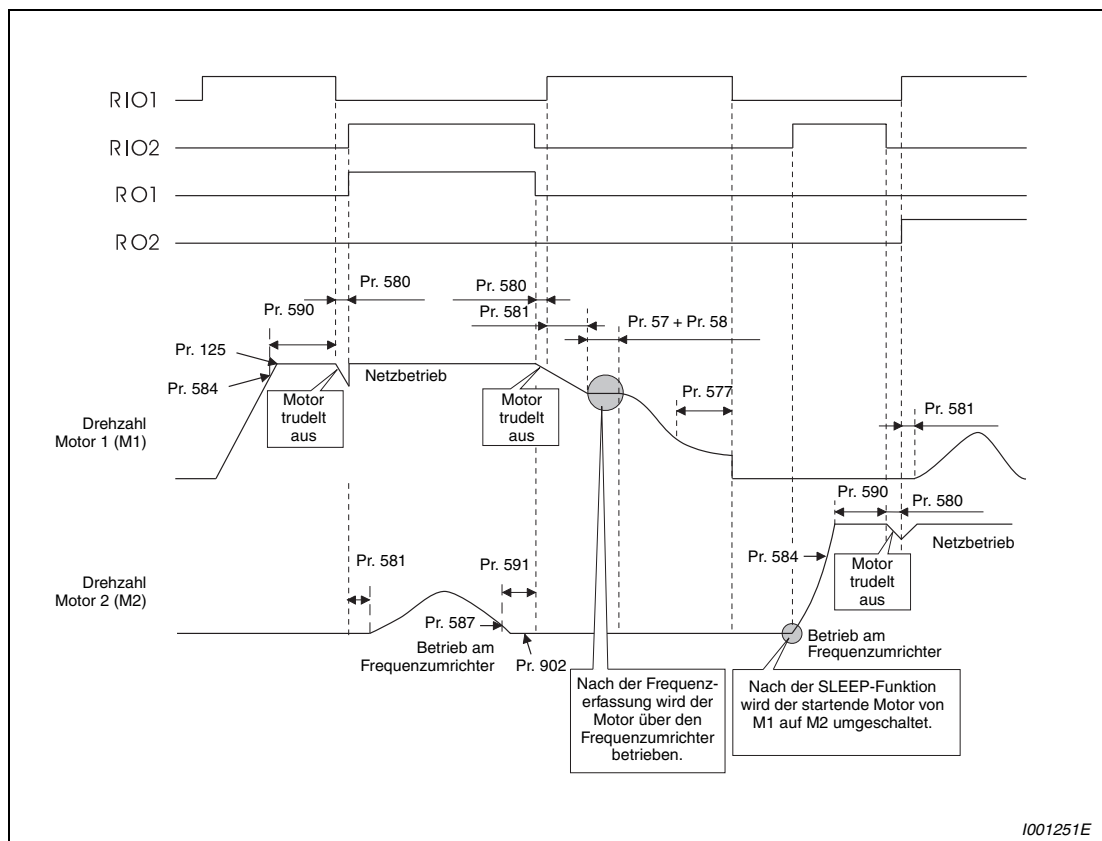 RIO1
RIO2
RO1
RO2
Pr. 580
Pr. 590
Pr. 580
Pr. 581
Pr. 57 + Pr. 58
Pr. 125
Pr. 584
Netzbetrieb
Pr. 577
Motor
trudelt
aus
Motor
trudelt
aus
Drehzahl
Motor 1 (M1)
Pr. 581
Pr. 590
Pr. 580
Netzbetrieb
Pr. 581
Pr. 591
Pr. 584
Motor
trudelt
aus
Drehzahl
Motor 2 (M2)
Pr. 587
Betrieb am
Frequenzumrichter
Pr. 902
Betrieb am
Frequenzumrichter
Nach der Frequenz-
erfassung wird der
Motor über den
Frequenzumrichter
betrieben.
Nach der SLEEP-Funktion
wird der startende Motor von
M1 auf M2 umgeschaltet.
I001251E